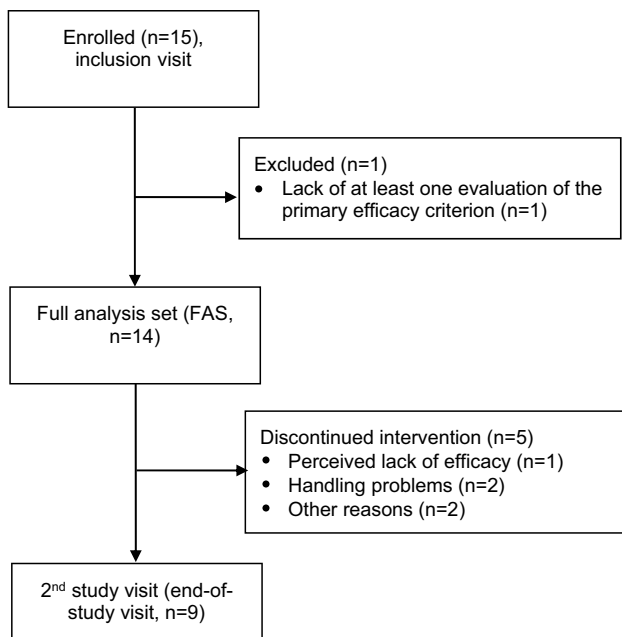 Enrolled (n=15),
inclusion visit
Excluded (n=1)
• Lack of at least one evaluation of the
primary efficacy criterion (n=1)
Full analysis set (FAS,
n=14)
Discontinued intervention (n=5)
• Perceived lack of efficacy (n=1)
• Handling problems (n=2)
• Other reasons (n=2)
2nd study visit (end-of-
study visit, n=9)